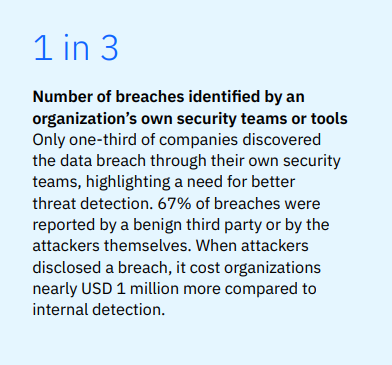 1 in 3
Number of breaches identified by an
organization’s own security teams or tools
Only one-third of companies discovered
the data breach through their own security
teams, highlighting a need for better
threat detection. 67% of breaches were
reported by a benign third party or by the
attackers themselves. When attackers
disclosed a breach, it cost organizations
nearly USD 1 million more compared to
internal detection.